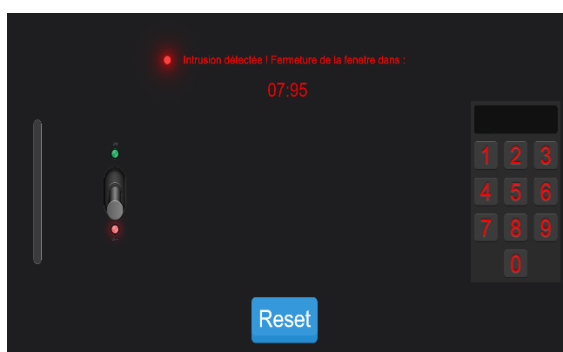 Intrusion détectée ! Fermeture de la fenetre dans :
07:95
1 2 3
4 5 6
7 8 9
0
Reset